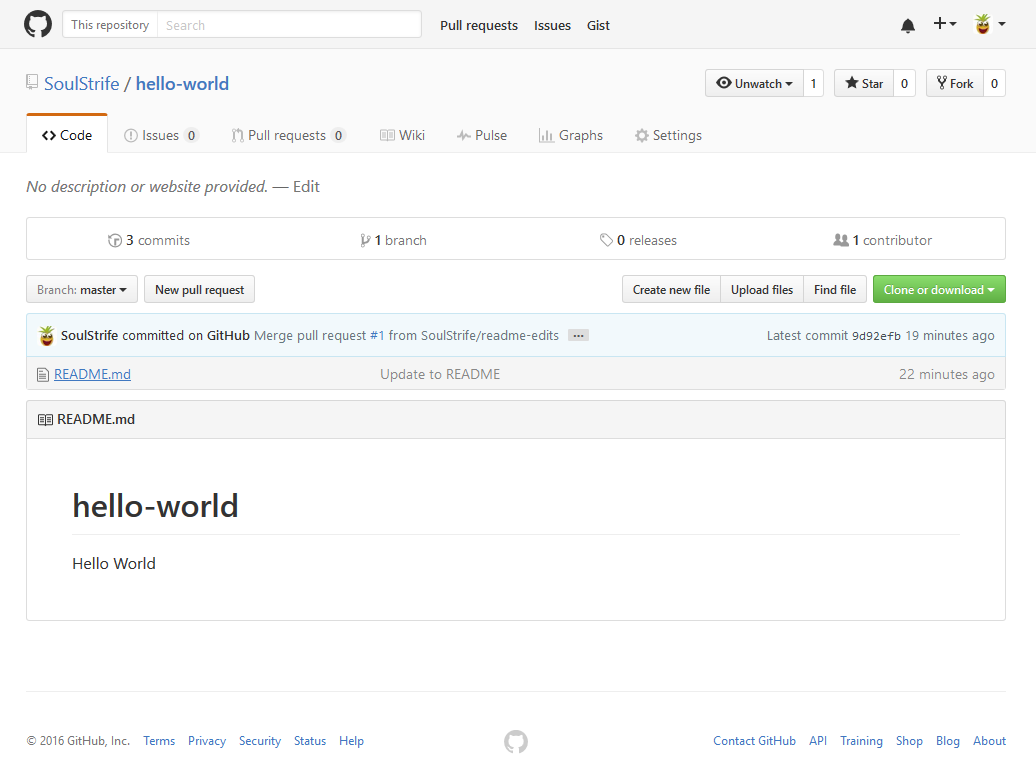 This repository Search Pull requests Issues Gist
SoulStrife / hello-world Unwatch 1 Star 0 Fork 0
Code Issues 0 Pull requests 0 Wiki Pulse Graphs Settings
No description or website provided. — Edit
3 commits 1 branch 0 releases 1 contributor
Branch: master New pull request Create new file Upload files Find file Clone or download
SoulStrife committed on GitHub Merge pull request #1 from SoulStrife/readme-edits ... Latest commit 9d92efb 19 minutes ago
README.md Update to README 22 minutes ago
README.md
hello-world
Hello World
© 2016 GitHub, Inc. Terms Privacy Security Status Help Contact GitHub API Training Shop Blog About